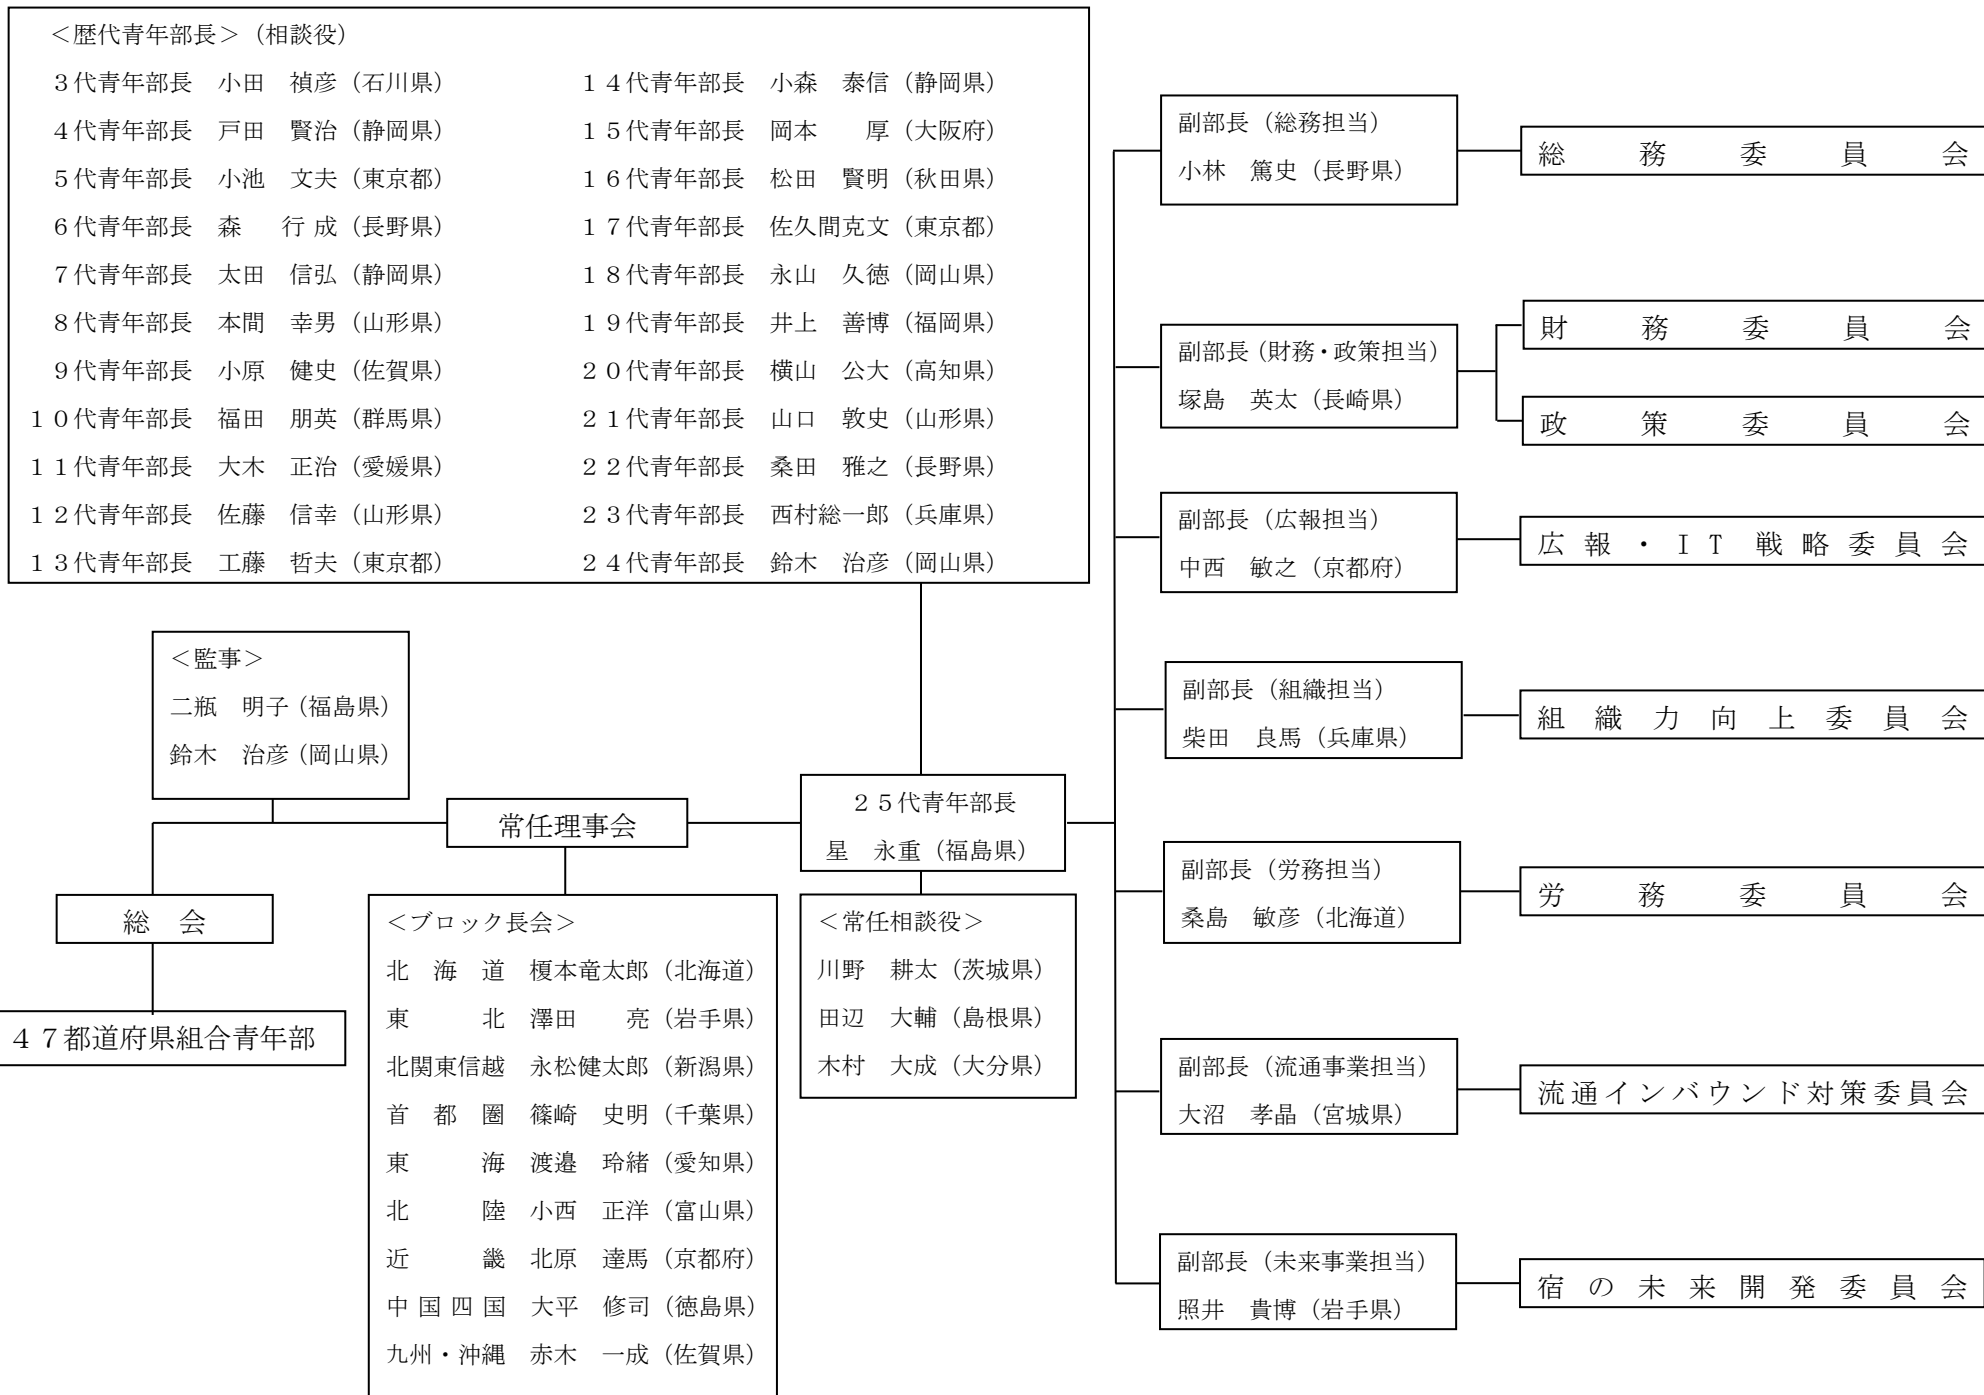 ＜歴代青年部長＞（相談役）
３代青年部長　小田　禎彦（石川県）
４代青年部長　戸田　賢治（静岡県）
５代青年部長　小池　文夫（東京都）
６代青年部長　森　行成（長野県）
７代青年部長　太田　信弘（静岡県）
８代青年部長　本間　幸男（山形県）
９代青年部長　小原　健史（佐賀県）
１０代青年部長　福田　朋英（群馬県）
１１代青年部長　大木　正治（愛媛県）
１２代青年部長　佐藤　信幸（山形県）
１３代青年部長　工藤　哲夫（東京都）
１４代青年部長　小森　泰信（静岡県）
１５代青年部長　岡本　厚（大阪府）
１６代青年部長　松田　賢明（秋田県）
１７代青年部長　佐久間克文（東京都）
１８代青年部長　永山　久徳（岡山県）
１９代青年部長　井上　善博（福岡県）
２０代青年部長　横山　公大（高知県）
２１代青年部長　山口　敦史（山形県）
２２代青年部長　桑田　雅之（長野県）
２３代青年部長　西村総一郎（兵庫県）
２４代青年部長　鈴木　治彦（岡山県）
＜監事＞
二瓶　明子（福島県）
鈴木　治彦（岡山県）
常任理事会
２５代青年部長
星　永重（福島県）
総　会
４７都道府県組合青年部
＜ブロック長会＞
北海道　榎本竜太郎（北海道）
東北　澤田　亮（岩手県）
北関東信越　永松健太郎（新潟県）
首都圏　篠崎　史明（千葉県）
東海　渡邉　玲緒（愛知県）
北陸　小西　正洋（富山県）
近畿　北原　達馬（京都府）
中国四国　大平　修司（徳島県）
九州・沖縄　赤木　一成（佐賀県）
＜常任相談役＞
川野　耕太（茨城県）
田辺　大輔（島根県）
木村　大成（大分県）
副部長（総務担当）
小林　篤史（長野県）
総務委員会
副部長（財務・政策担当）
塚島　英太（長崎県）
財務委員会
政策委員会
副部長（広報担当）
中西　敏之（京都府）
広報・IT戦略委員会
副部長（組織担当）
柴田　良馬（兵庫県）
組織力向上委員会
副部長（労務担当）
桑島　敏彦（北海道）
労務委員会
副部長（流通事業担当）
大沼　孝晶（宮城県）
流通インバウンド対策委員会
副部長（未来事業担当）
照井　貴博（岩手県）
宿の未来開発委員会